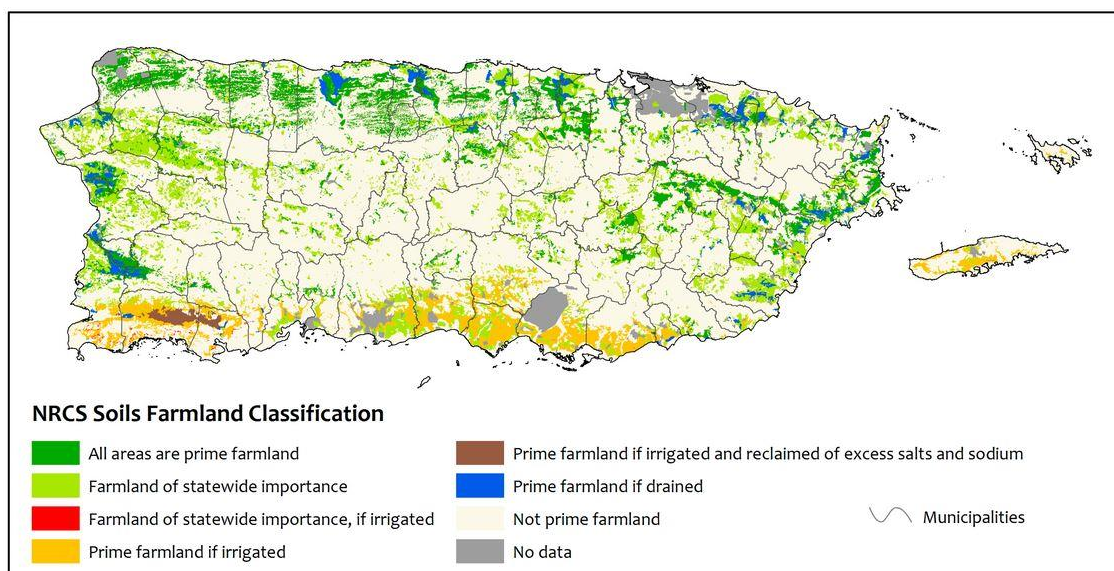 NRCS Soils Farmland Classification
All areas are prime farmland
Farmland of statewide importance
Farmland of statewide importance, if irrigated
Prime farmland if irrigated
Prime farmland if irrigated and reclaimed of excess salts and sodium
Prime farmland if drained
Not prime farmland
No data
Municipalities